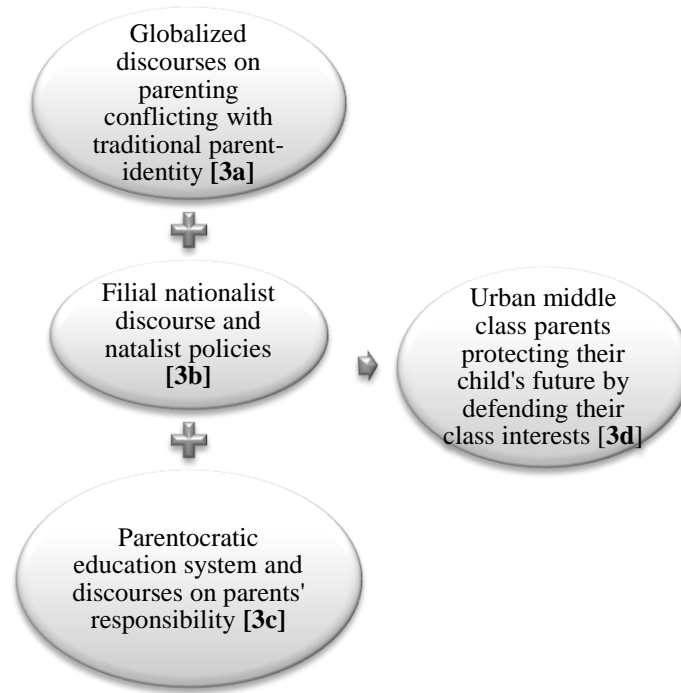 Globalized
discourses on
parenting
conflicting with
traditional parent-
identity [3a]
Filial nationalist
discourse and
natalist policies
[3b]
Parentocratic
education system and
discourses on parents'
responsibility [3c]
Urban middle
class parents
protecting their
child's future by
defending their
class interests [3d]